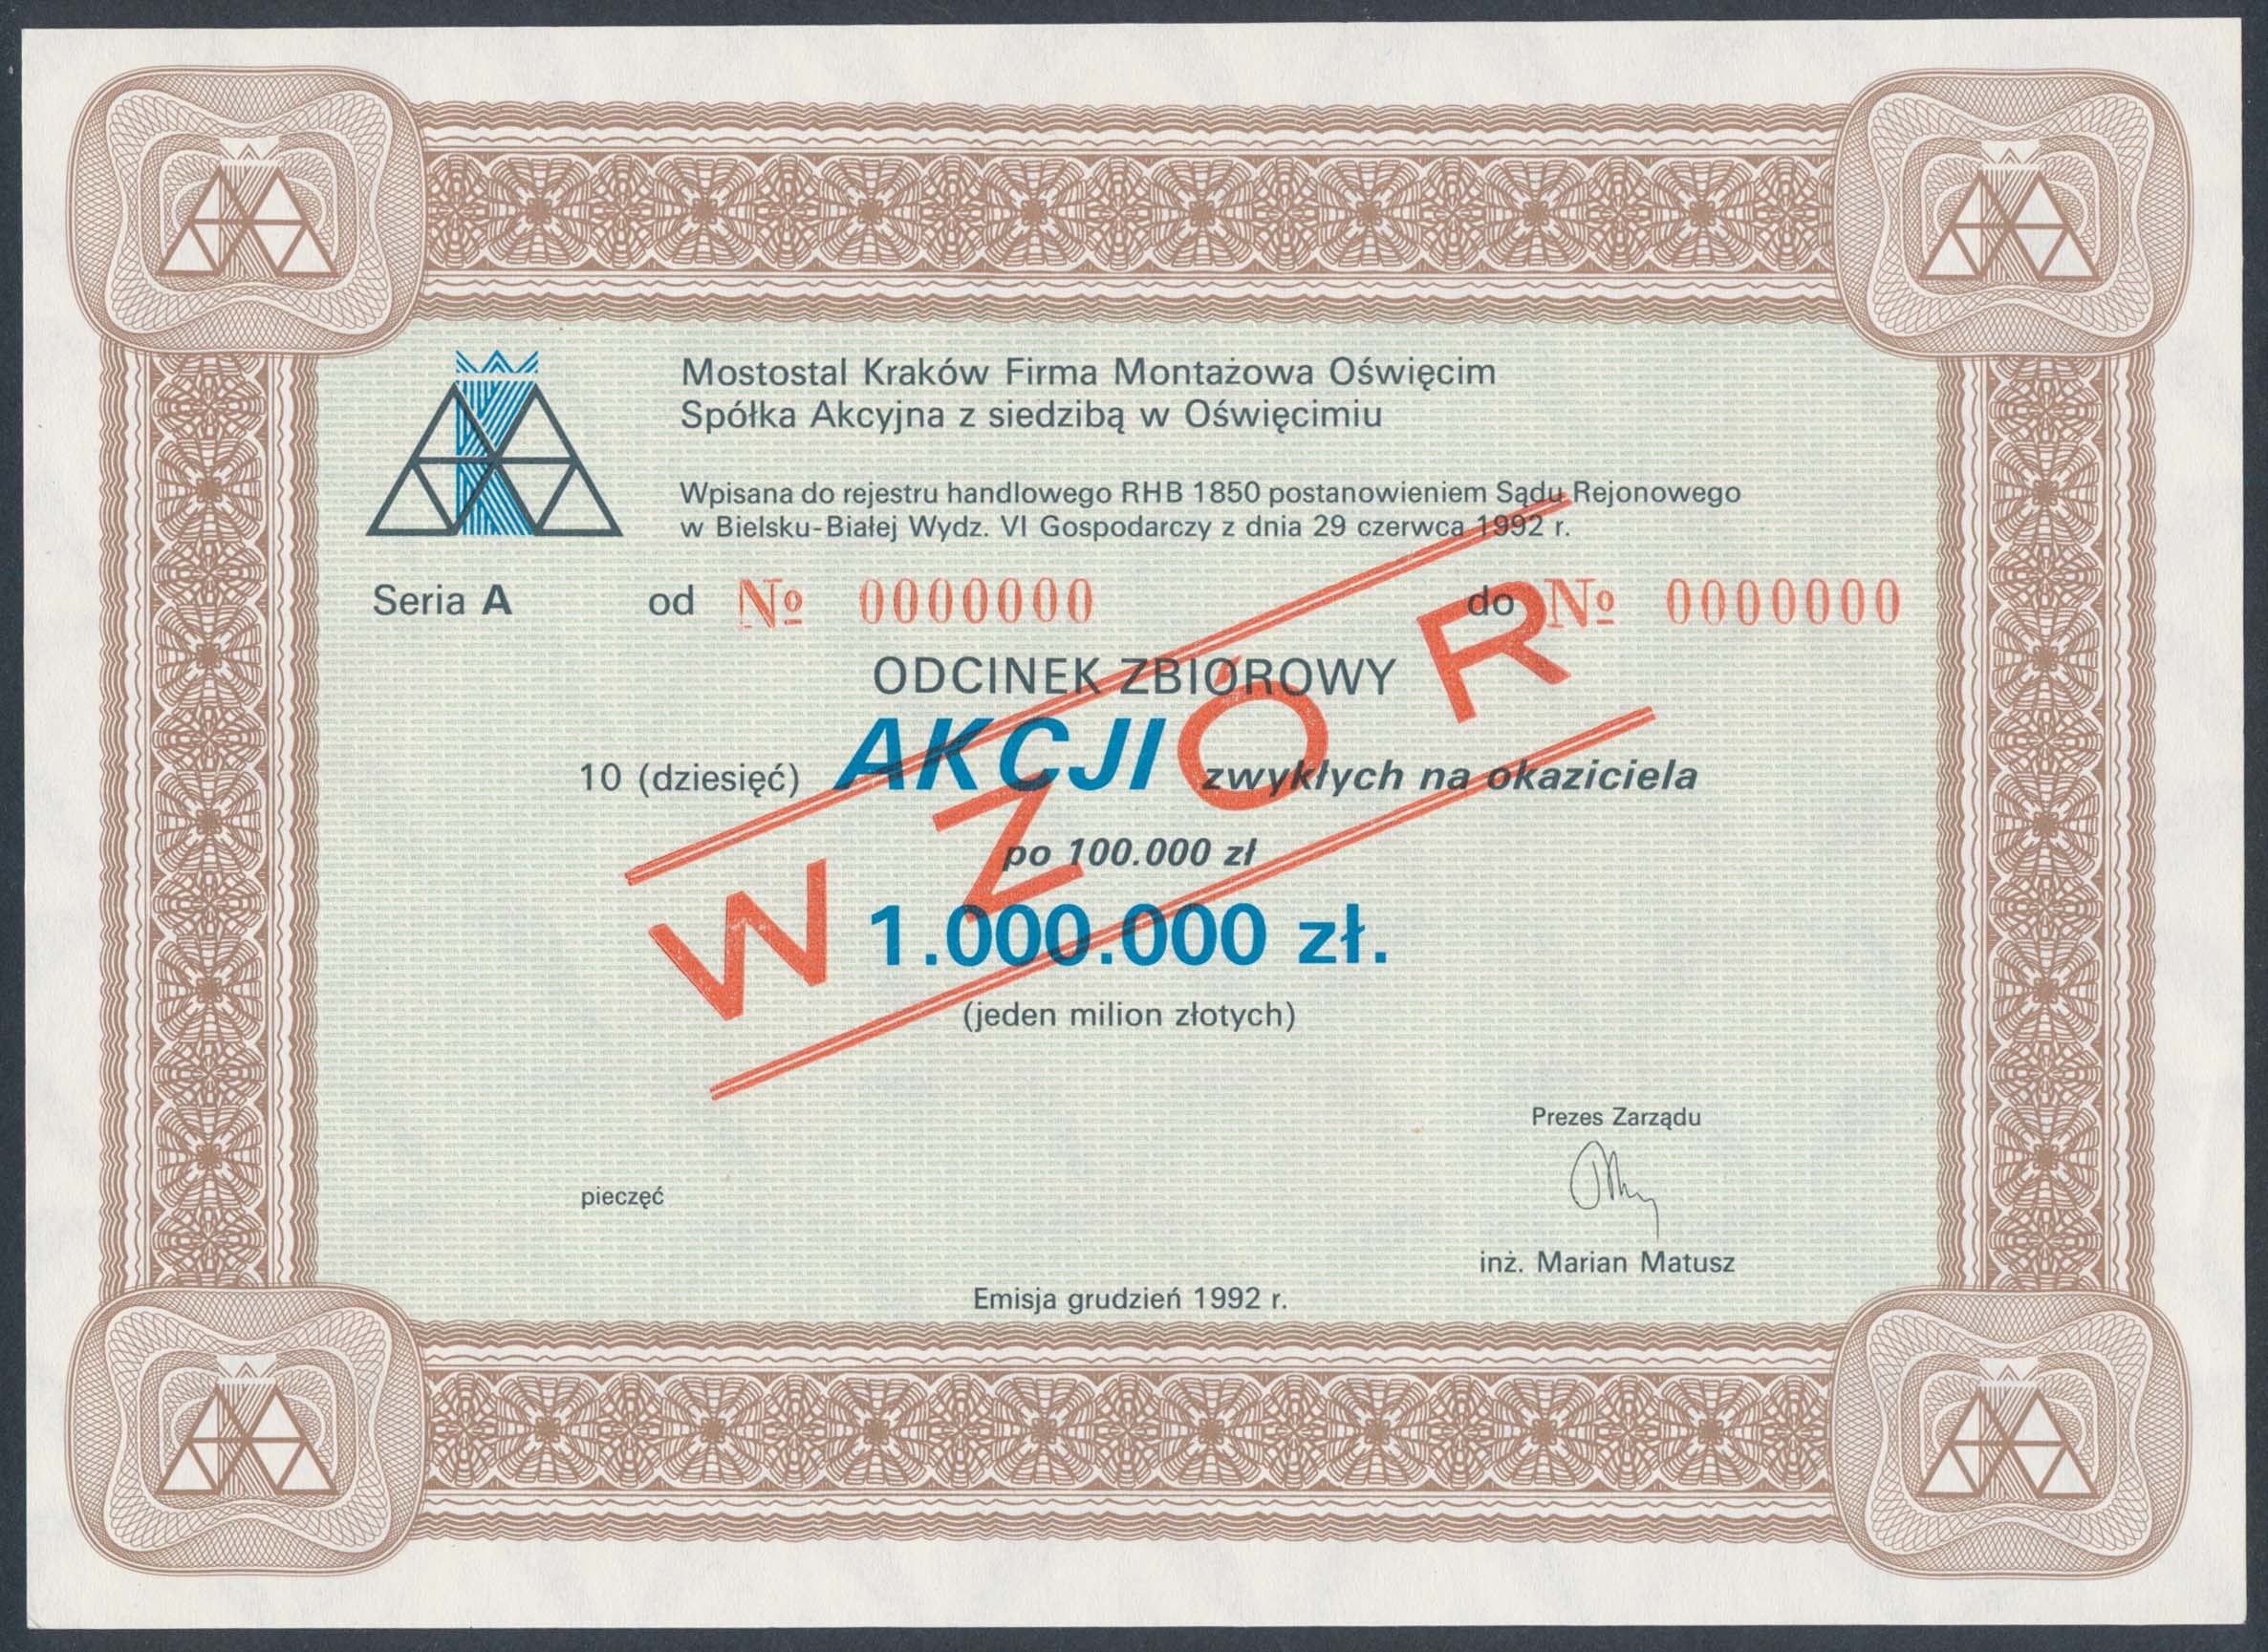 Mostostal Kraków Firma Montażowa Oświęcim
Spółka Akcyjna z siedzibą w Oświęcimiu
Wpisana do rejestru handlowego RHB 1850 postanowieniem Sądu Rejonowego
w Bielsku-Białej Wydz. VI Gospodarczy z dnia 29 czerwca 1992 r.
Seria A od № 0000000 do № 0000000
ODCINEK ZBIOROWY
10 (dziesięć) AKCJI zwykłych na okaziciela
po 100.000 zł
1.000.000 zł.
(jeden milion złotych)
WZÓR
Prezes Zarządu
pieczęć
inż. Marian Matusz
Emisja grudzień 1992 r.